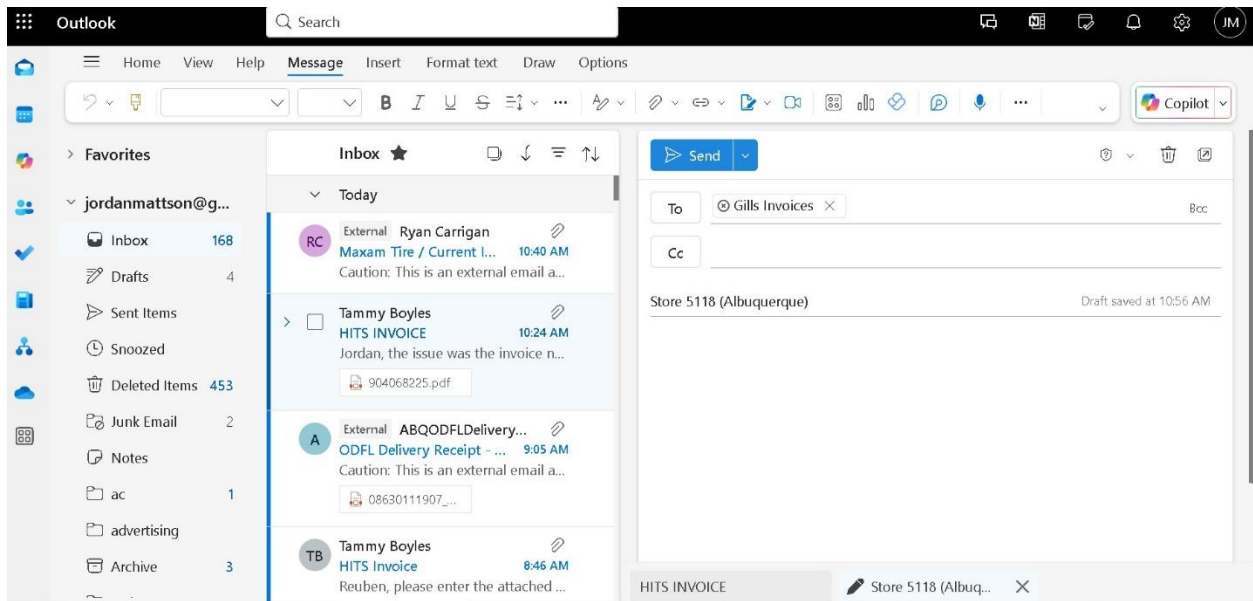 Outlook
Search
JM
Home View Help Message Insert Format text Draw Options
B I U S
Copilot
Favorites
jordanmattson@g...
Inbox 168
Drafts 4
Sent Items
Snoozed
Deleted Items 453
Junk Email 2
Notes
ac 1
advertising
Archive 3
Inbox
Today
RC
External Ryan Carrigan
Maxam Tire / Current I... 10:40 AM
Caution: This is an external email a...
Tammy Boyles
HITS INVOICE 10:24 AM
Jordan, the issue was the invoice n...
904068225.pdf
A
External ABQODFLDelivery...
ODFL Delivery Receipt - ... 9:05 AM
Caution: This is an external email a...
08630111907_...
TB
Tammy Boyles
HITS Invoice 8:46 AM
Reuben, please enter the attached ...
Send
To Gills Invoices Bcc
Cc
Store 5118 (Albuquerque) Draft saved at 10:56 AM
HITS INVOICE Store 5118 (Albuq...